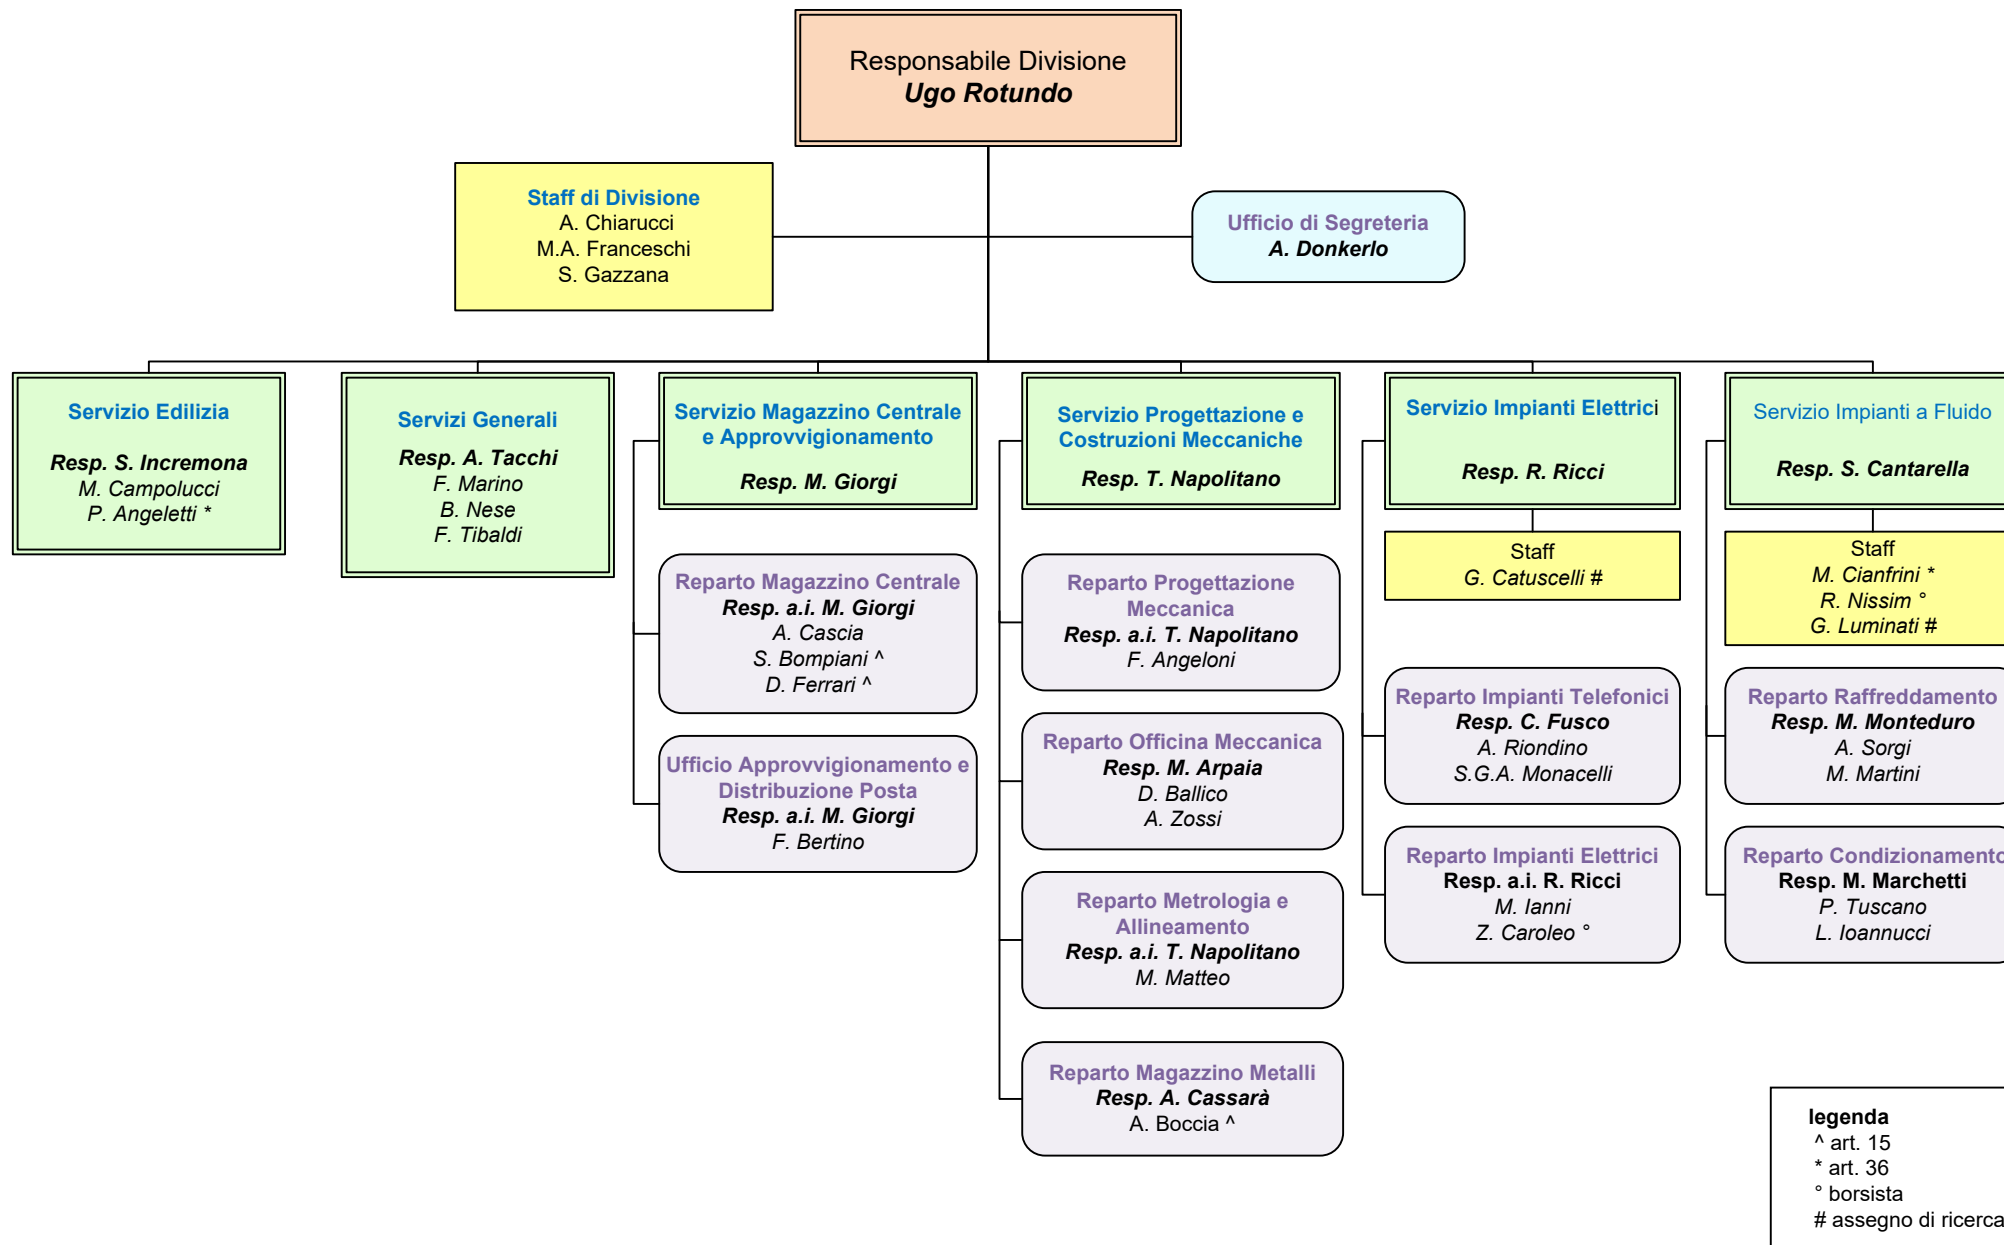 Responsabile Divisione
Ugo Rotundo
Staff di Divisione
A. Chiarucci
M.A. Franceschi
S. Gazzana
Ufficio di Segreteria
A. Donkerlo
Servizio Edilizia
Resp. S. Incremona
M. Campolucci
P. Angeletti *
Servizi Generali
Resp. A. Tacchi
F. Marino
B. Nese
F. Tibaldi
Servizio Magazzino Centrale
e Approvvigionamento
Resp. M. Giorgi
Reparto Magazzino Centrale
Resp. a.i. M. Giorgi
A. Cascia
S. Bompiani ^
D. Ferrari ^
Ufficio Approvvigionamento e
Distribuzione Posta
Resp. a.i. M. Giorgi
F. Bertino
Servizio Progettazione e
Costruzioni Meccaniche
Resp. T. Napolitano
Reparto Progettazione
Meccanica
Resp. a.i. T. Napolitano
F. Angeloni
Reparto Officina Meccanica
Resp. M. Arpaia
D. Ballico
A. Zossi
Reparto Metrologia e
Allineamento
Resp. a.i. T. Napolitano
M. Matteo
Reparto Magazzino Metalli
Resp. A. Cassarà
A. Boccia ^
Servizio Impianti Elettrici
Resp. R. Ricci
Staff
G. Catuscelli #
Reparto Impianti Telefonici
Resp. C. Fusco
A. Riondino
S.G.A. Monacelli
Reparto Impianti Elettrici
Resp. a.i. R. Ricci
M. Ianni
Z. Caroleo °
Servizio Impianti a Fluido
Resp. S. Cantarella
Staff
M. Cianfrini *
R. Nissim °
G. Luminati #
Reparto Raffreddamento
Resp. M. Monteduro
A. Sorgi
M. Martini
Reparto Condizionamento
Resp. M. Marchetti
P. Tuscano
L. Ioannucci
legenda
^ art. 15
* art. 36
° borsista
# assegno di ricerca